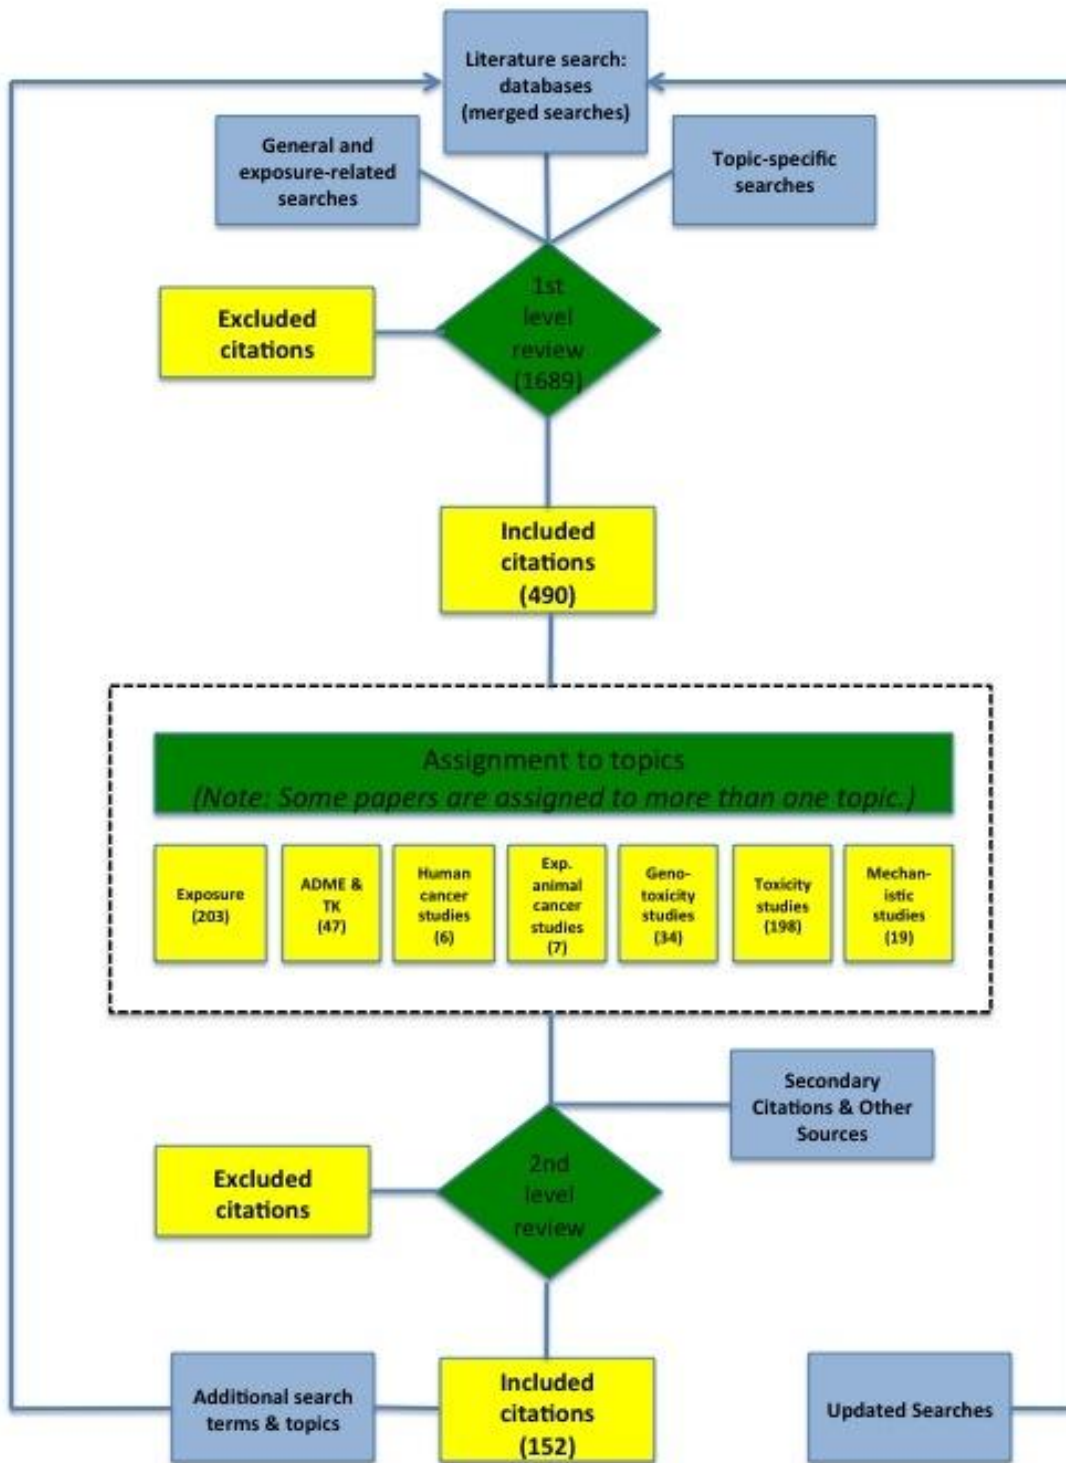 Literature search:
databases
(merged searches)
General and
exposure-related
searches
Topic-specific
searches
1st
level
review
(1689)
Excluded
citations
Included
citations
(490)
Assignment to topics
(Note: Some papers are assigned to more than one topic.)
Exposure
(203)
ADME &
TK
(47)
Human
cancer
studies
(6)
Exp.
animal
cancer
studies
(7)
Geno-
toxicity
studies
(34)
Toxicity
studies
(198)
Mechan-
istic
studies
(19)
Secondary
Citations & Other
Sources
2nd
level
review
Excluded
citations
Additional search
terms & topics
Included
citations
(152)
Updated Searches